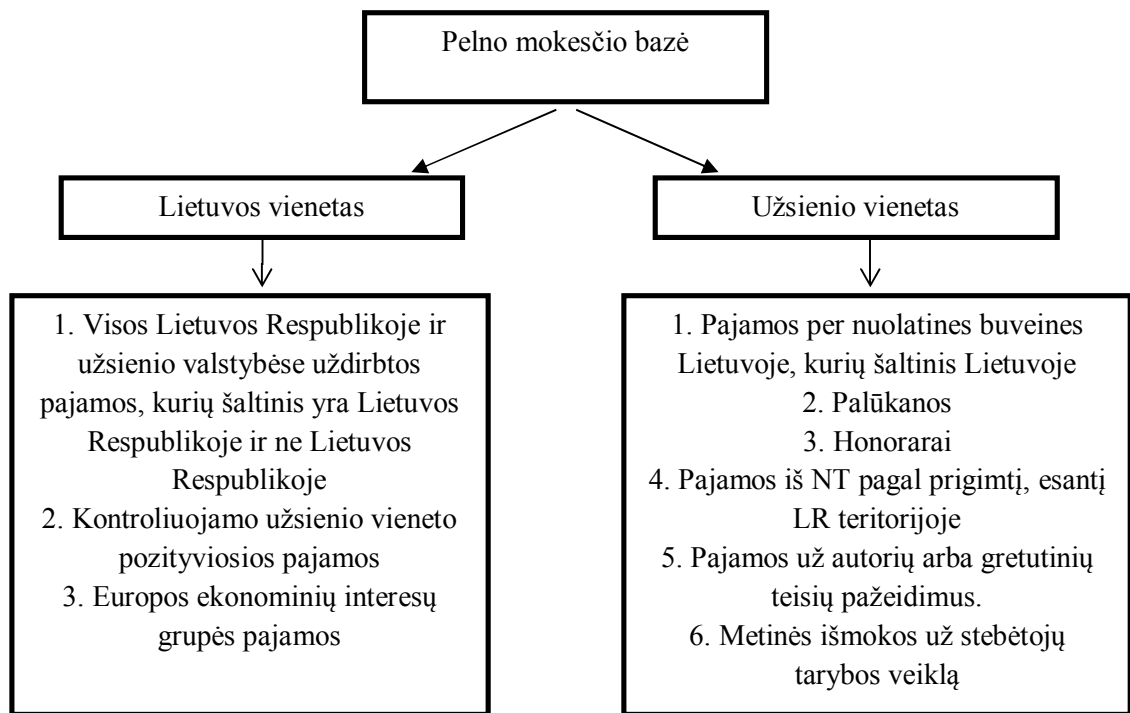 Pelno mokesčio bazė
Lietuvos vienetas
Užsienio vienetas
1. Visos Lietuvos Respublikoje ir
užsienio valstybėse uždirbtos
pajamos, kurių šaltinis yra Lietuvos
Respublikoje ir ne Lietuvos
Respublikoje
2. Kontroliuojamo užsienio vieneto
pozityviosios pajamos
3. Europos ekonominių interesų
grupės pajamos
1. Pajamos per nuolatines buveines
Lietuvoje, kurių šaltinis Lietuvoje
2. Palūkanos
3. Honorarai
4. Pajamos iš NT pagal prigimtį, esantį
LR teritorijoje
5. Pajamos už autorių arba gretutinių
teisių pažeidimus.
6. Metinės išmokos už stebėtojų
tarybos veiklą